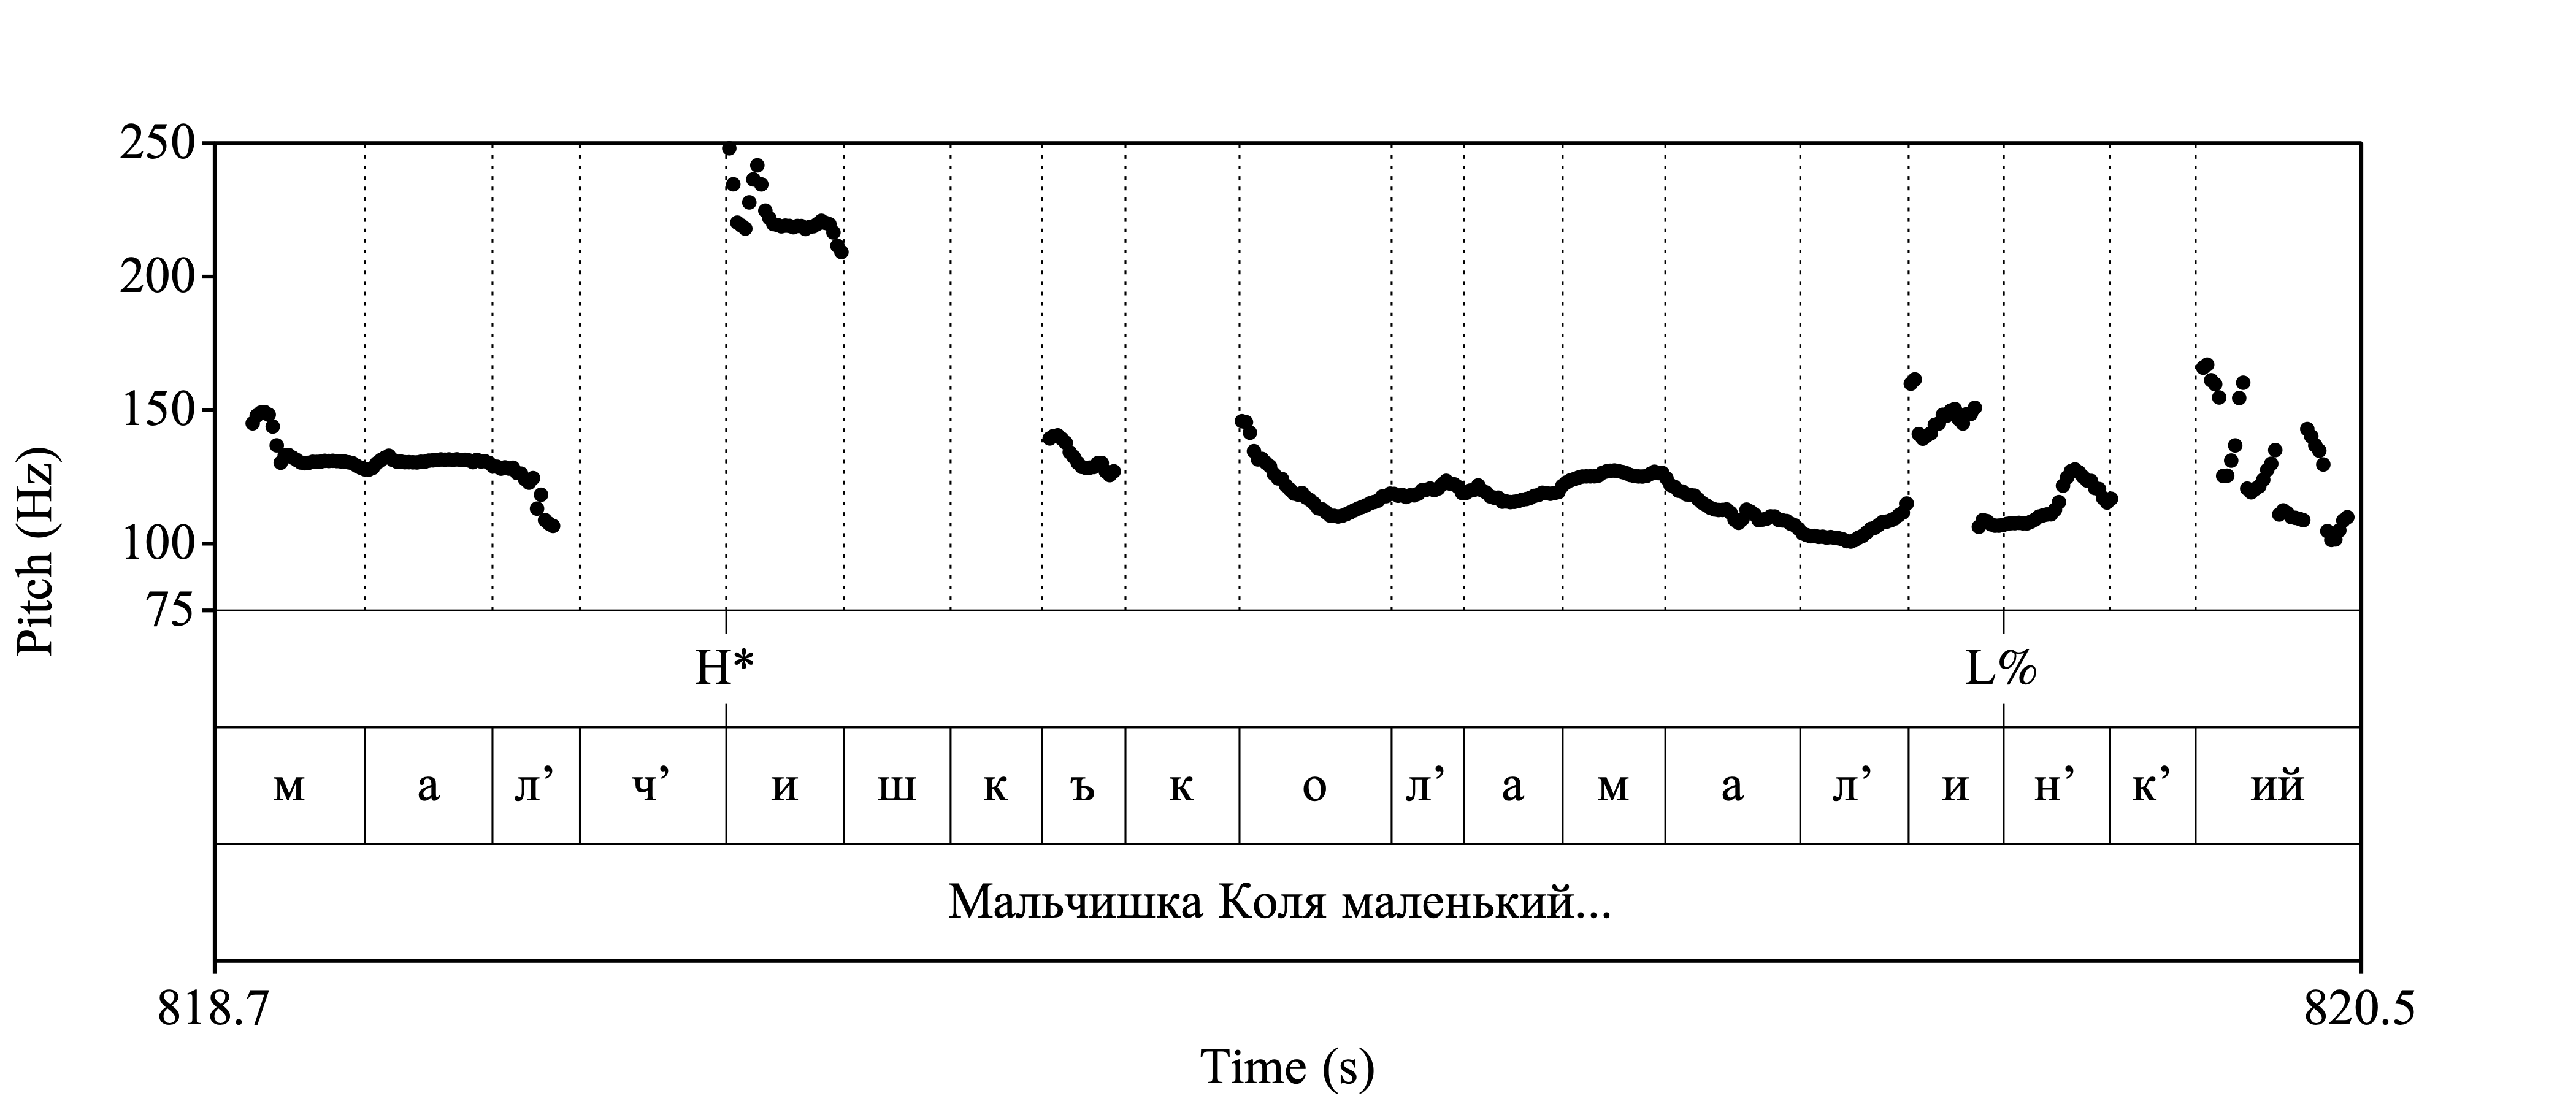 250
200
150
100
75
Pitch (Hz)
H* L%
м а л’ ч’ и ш к ъ к о л’ а м а л’ и н’ к’ ий
Мальчишка Коля маленький...
818.7 820.5
Time (s)